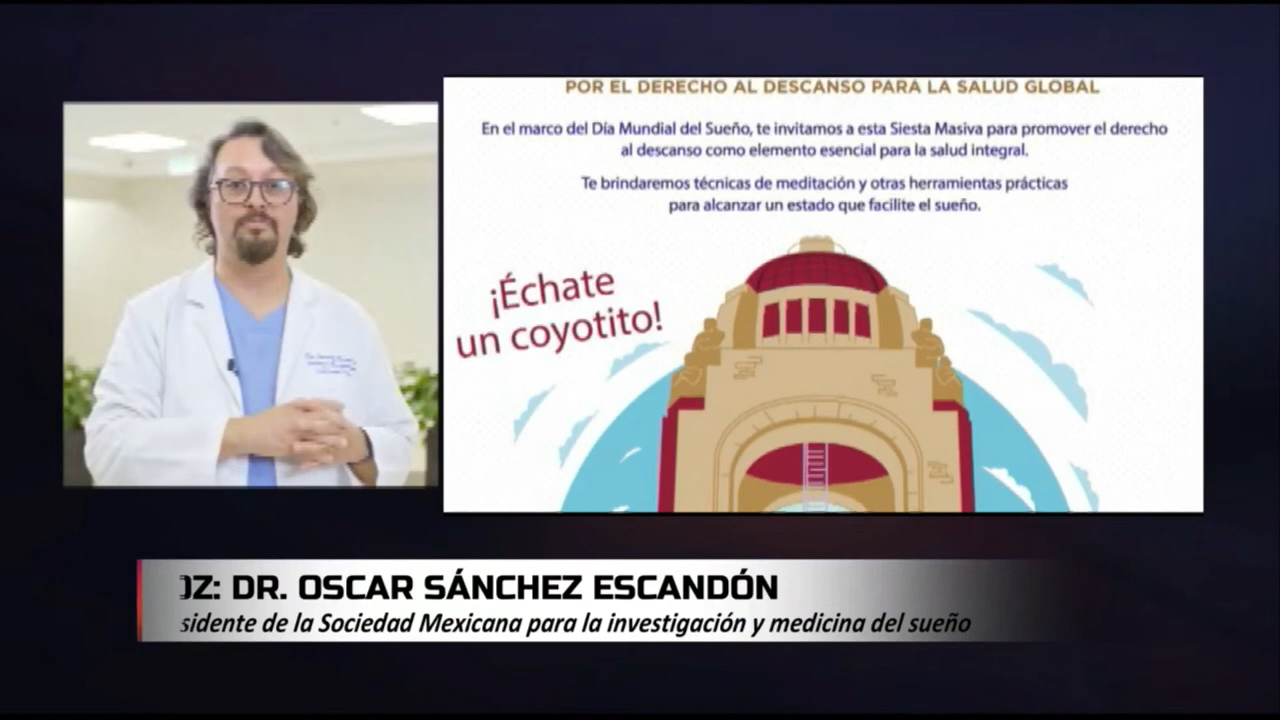 POR EL DERECHO AL DESCANSO PARA LA SALUD GLOBAL
En el marco del Día Mundial del Sueño, te invitamos a esta Siesta Masiva para promover el derecho
al descanso como elemento esencial para la salud integral.
Te brindaremos técnicas de meditación y otras herramientas prácticas
para alcanzar un estado que facilite el sueño.
¡Échate
un coyotito!
OZ: DR. OSCAR SÁNCHEZ ESCANDÓN
sidente de la Sociedad Mexicana para la investigación y medicina del sueño